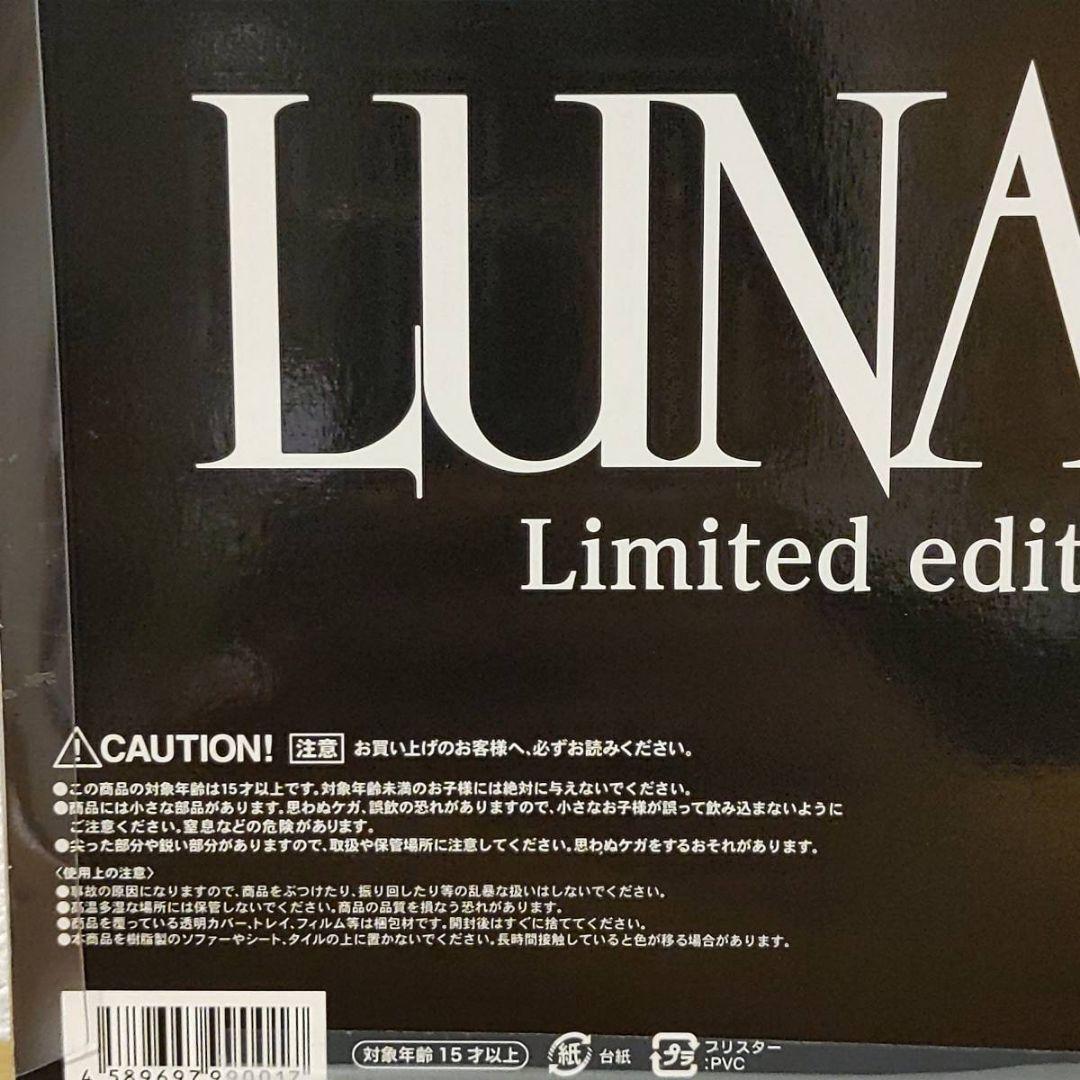 LUNA
Limited edit
CAUTION! 注意 お買い上げのお客様へ、必ずお読みください。
●この商品の対象年齢は15才以上です。対象年齢未満のお子様には絶対に与えないでください。
●商品には小さな部品があります。思わぬケガ、誤飲の恐れがありますので、小さなお子様が誤って飲み込まないように
ご注意ください。窒息などの危険があります。
●尖った部分や鋭い部分がありますので、取扱や保管場所に注意してください。思わぬケガをするおそれがあります。
〈使用上の注意〉
●事故の原因になりますので、商品をぶつけたり、振り回したり等の乱暴な扱いはしないでください。
●高温多湿な場所には保管しないでください。商品の品質を損なう恐れがあります。
●商品を覆っている透明カバー、トレイ、フィルム等は梱包材です。開封後はすぐに捨ててください。
●本商品を樹脂製のソファーやシート、タイルの上に置かないでください。長時間接触していると色が移る場合があります。
対象年齢15才以上 紙 台紙 プラ ブリスター
:PVC
4 589697 990017